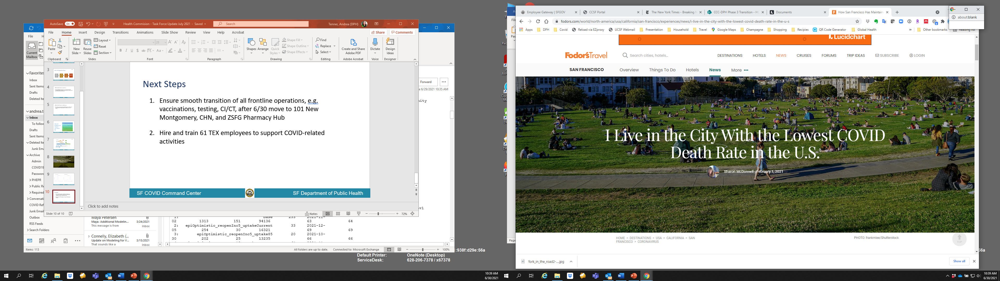 AutoSave On
Health Commision - Task Force Update July 2021 - Saved
Search
Tenner, Andrea (DPH)
File Home Insert Design Transitions Animations Slide Show Review View Help Acrobat
Share Comments
Current
Mailbox
Paste
New
Slide
Reuse
Slides
Layout
Reset
Section
Shapes Arrange Quick
Styles
Shape Fill
Shape Outline
Shape Effects
Find
Replace
Select
Create and Share
Adobe PDF
Dictate
Design
Ideas
Clipboard Slides Font Paragraph Drawing Editing Adobe Acrobat Voice Designer
Favorites
Inbox
Sent Items
Drafts
Deleted Ite
andrea.t
Inbox
To follow
Drafts
Sent Items
Deleted Ite
Junk Ema
Archive
Admin
COVID19
Password
PHEPR
Public Re
Required
Conversati
COVID Ref
Junk Email
Outbox
RSS Feeds
Search Folders
3
4
5
6
7
8
9
10
Next Steps
1. Ensure smooth transition of all frontline operations, e.g.
vaccinations, testing, CI/CT, after 6/30 move to 101 New
Montgomery, CHN, and ZSFG Pharmacy Hub
2. Hire and train 61 TEX employees to support COVID-related
activities
SF COVID Command Center
SF Department of Public Health
Click to add notes
Slide 10 of 10
Notes
72%
Forward
e 6/29/2021 10:35 AM
Maya Petersen
Maya- Additional Modelin... 3/24/2021
This message is from Inbox
Connelly, Elizabeth (...
Update on Modeling for V... 3/15/2021
That sounds like a Inbox
1: base 233 2021-11-
02 1313 151 94136 63 64
2: epiOptimistic_reopenInc5_uptakeCurrent 33 2021-12-
05 254 30 16321 69 69
3: epiOptimistic_reopenInc5_uptake85 20 2021-10-
30 202 25 13235 66 66
Items: 113
All folders are up to date. Connected to: Microsoft Exchange
100%
:938f:d29e:56a
Default Printer: OneNote (Desktop)
ServiceDesk: 628-206-7378 / x67378
10:39 AM
6/30/2021
Employee Gateway | SFGOV
CCSF Portal
The New York Times - Breaking
CCC-DPH Phase 3 Transition - HC
Documents
How San Francisco Has Maintain
about:blank
fodors.com/world/north-america/usa/california/san-francisco/experiences/news/i-live-in-the-city-with-the-lowest-covid-death-rate-in-the-u-s
Apps DPH Covid Reload via EZproxy UCSF Webmail Presentation Household Travel Google Maps Champagne Shopping Recipies QR Code Generator Global Health
Other bookmarks Reading list
Lucidchart
Fodor'sTravel
Search cities, hotels...
DESTINATIONS HOTELS NEWS CRUISES FORUMS TRIP IDEAS SUBSCRIBE LOGIN
SAN FRANCISCO Overview Things To Do Hotels News More
I Live in the City With the Lowest COVID
Death Rate in the U.S.
Sharon McDonnell | February 1, 2021
HOME > DESTINATIONS > USA > CALIFORNIA > SAN
FRANCISCO > CORONAVIRUS
PHOTO: frankmlee/Shutterstock
TOP
56a
fork_in_the_road2-....jpg
Show all
10:39 AM
6/30/2021